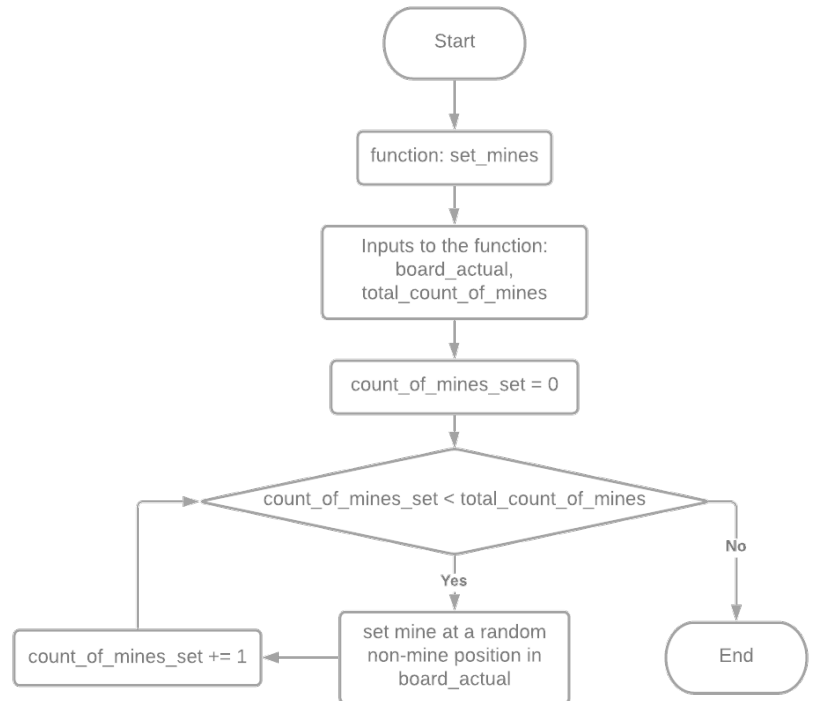 Start
function: set_mines
Inputs to the function:
board_actual,
total_count_of_mines
count_of_mines_set = 0
count_of_mines_set < total_count_of_mines
No
Yes
set mine at a random
non-mine position in
board_actual
count_of_mines_set += 1
End